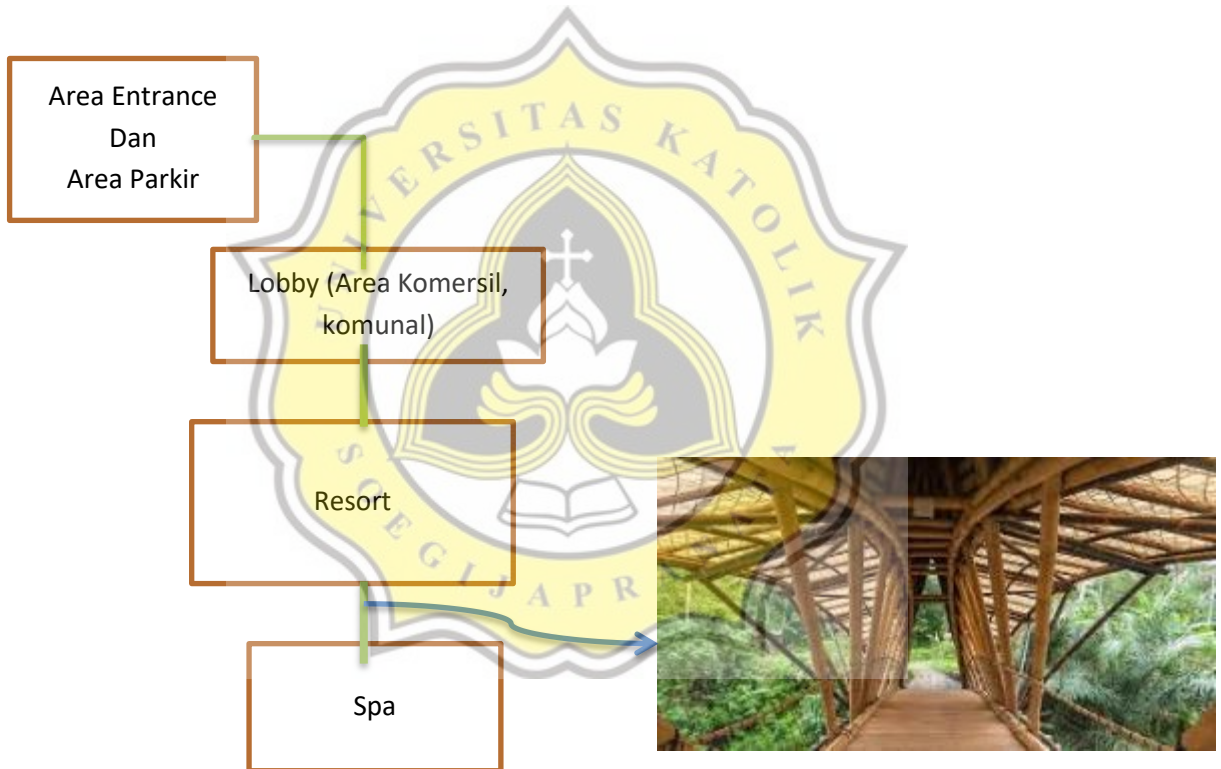 Area Entrance
Dan
Area Parkir
Lobby (Area Komersil,
komunal)
Resort
Spa
UNIVERSITAS KATOLIK
SOEGIJAPR